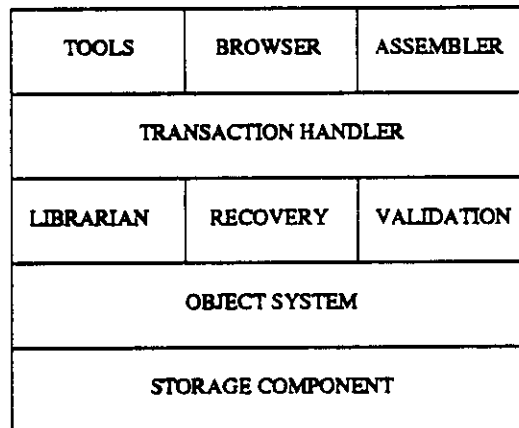 TOOLS BROWSER ASSEMBLER
TRANSACTION HANDLER
LIBRARIAN RECOVERY VALIDATION
OBJECT SYSTEM
STORAGE COMPONENT